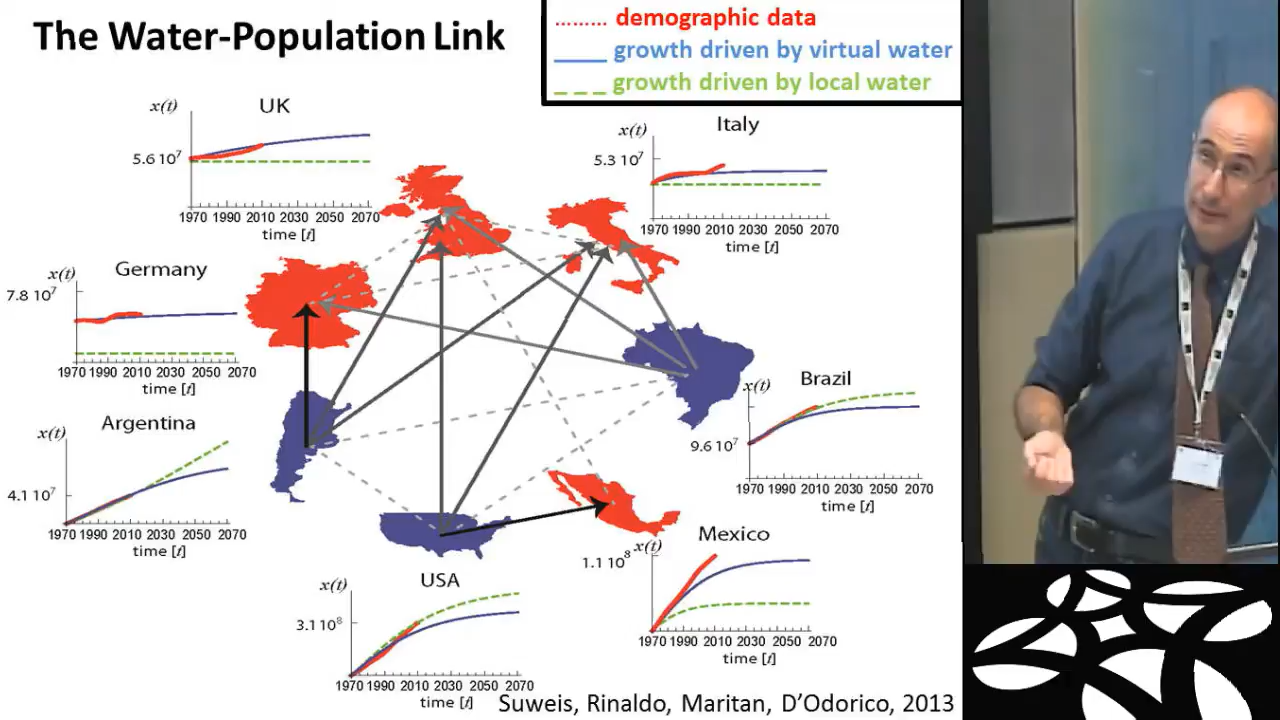 The Water-Population Link
demographic data
growth driven by virtual water
growth driven by local water
UK
x(t)
5.6 10⁷
1970 1990 2010 2030 2050 2070
time [t]
Italy
x(t)
5.3 10⁷
1970 1990 2010 2030 2050 2070
time [t]
Germany
x(t)
7.8 10⁷
1970 1990 2010 2030 2050 2070
time [t]
Argentina
x(t)
4.1 10⁷
1970 1990 2010 2030 2050 2070
time [t]
Brazil
x(t)
9.6 10⁷
1970 1990 2010 2030 2050 2070
time [t]
USA
x(t)
3.1 10⁸
1970 1990 2010 2030 2050 2070
time [t]
Mexico
x(t)
1.1 10⁸
1970 1990 2010 2030 2050 2070
time [t]
Suweis, Rinaldo, Maritan, D'Odorico, 2013